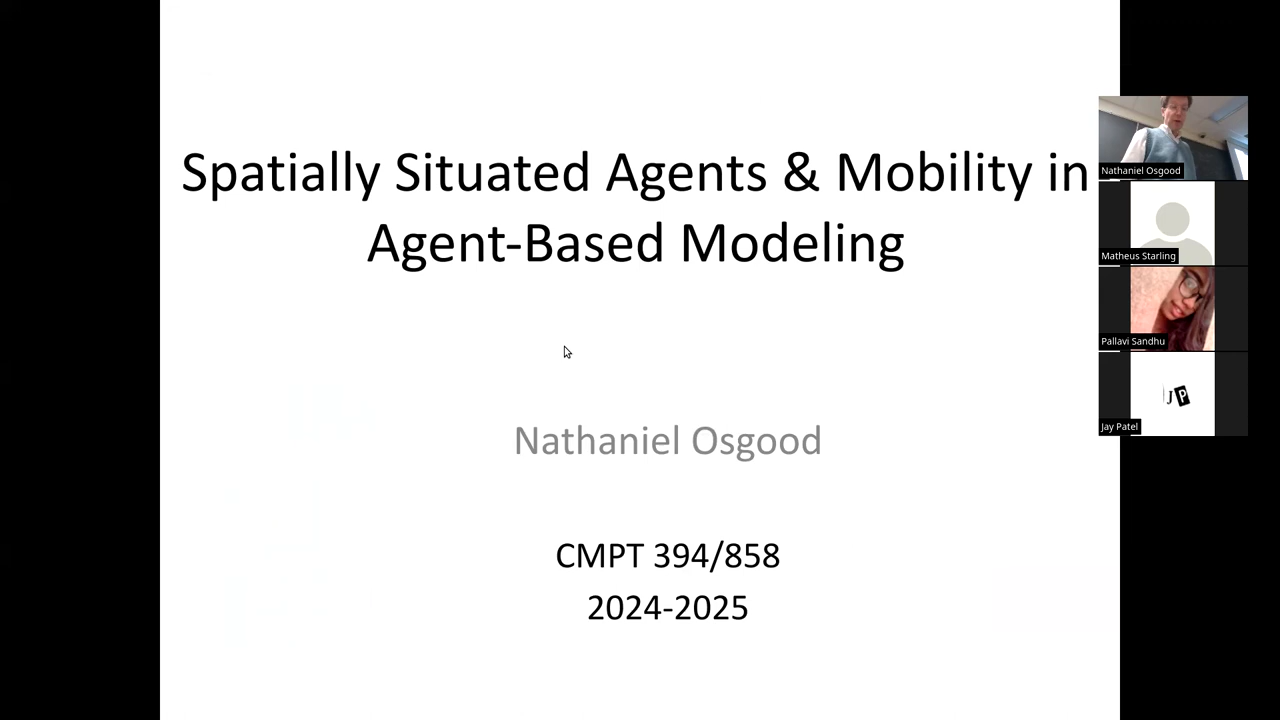 Spatially Situated Agents & Mobility in
Agent-Based Modeling
Nathaniel Osgood
CMPT 394/858
2024-2025
Nathaniel Osgood
Matheus Starling
Pallavi Sandhu
JP
Jay Patel